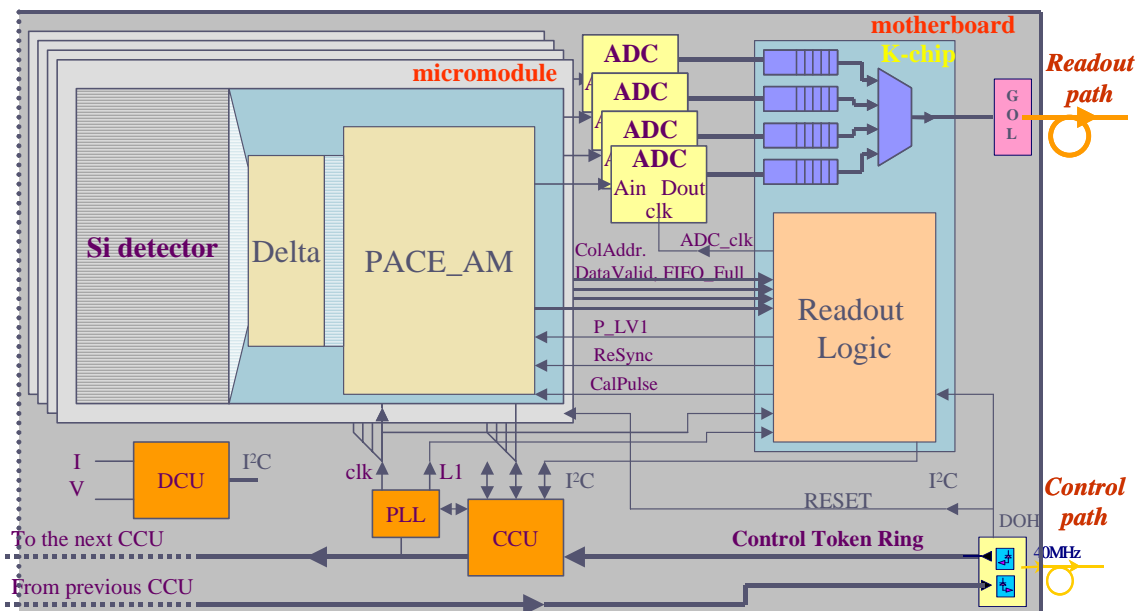 motherboard
K-chip
ADC
ADC
ADC
ADC
Ain Dout
clk
micromodule
Si detector
Delta
PACE_AM
G
O
L
Readout
path
ADC_clk
ColAddr.
DataValid, FIFO_Full
P_LV1
ReSync
CalPulse
Readout
Logic
I
V
DCU
I²C
clk
L1
I²C
I²C
RESET
PLL
CCU
DOH
Control
path
40MHz
To the next CCU
Control Token Ring
From previous CCU